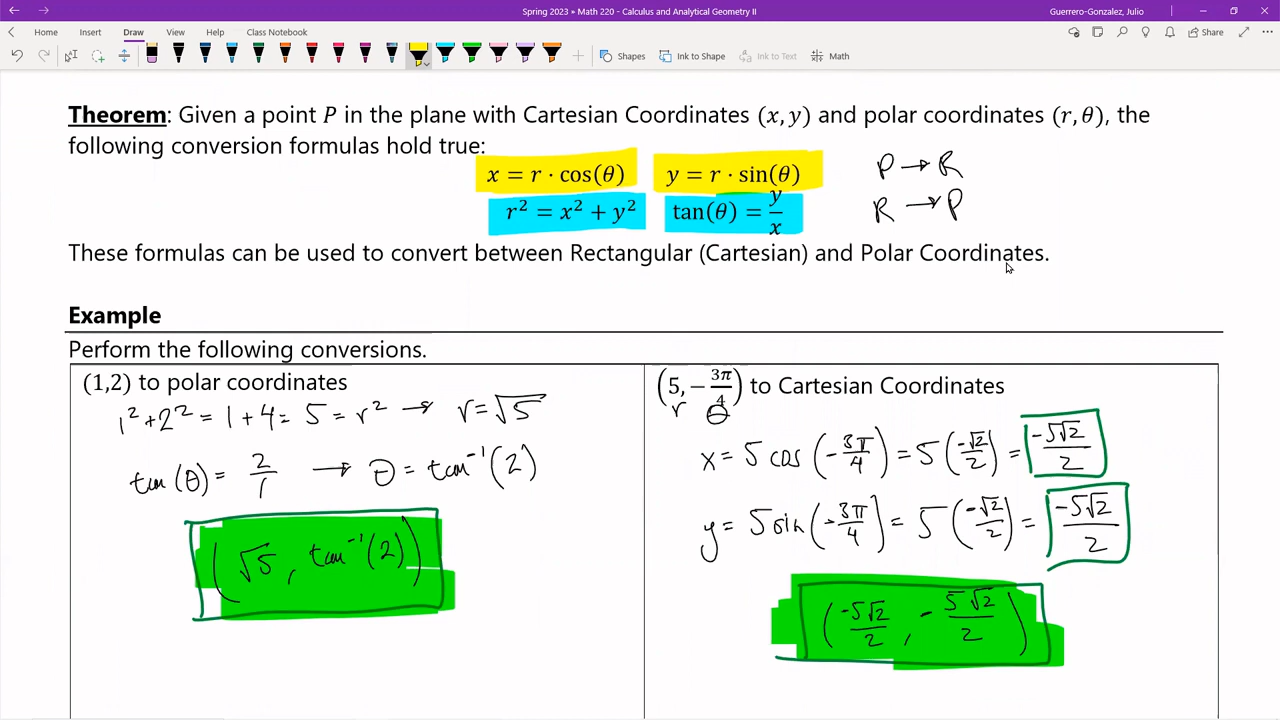 Spring 2023 » Math 220 - Calculus and Analytical Geometry II
Guerrero-Gonzalez, Julio
Home Insert Draw View Help Class Notebook
Share
Shapes Ink to Shape Ink to Text Math
Theorem: Given a point P in the plane with Cartesian Coordinates (x, y) and polar coordinates (r, θ), the
following conversion formulas hold true:
x = r · cos(θ) y = r · sin(θ) P → R
r² = x² + y² tan(θ) = y/x R → P
These formulas can be used to convert between Rectangular (Cartesian) and Polar Coordinates.
Example
Perform the following conversions.
(1,2) to polar coordinates
1² + 2² = 1 + 4 = 5 = r² → r = √5
tan(θ) = 2/1 → θ = tan⁻¹(2)
(√5, tan⁻¹(2))
(5, −3π/4) to Cartesian Coordinates
r θ
x = 5 cos(−3π/4) = 5(−√2/2) = −5√2/2
y = 5 sin(−3π/4) = 5(−√2/2) = −5√2/2
(−5√2/2, −5√2/2)